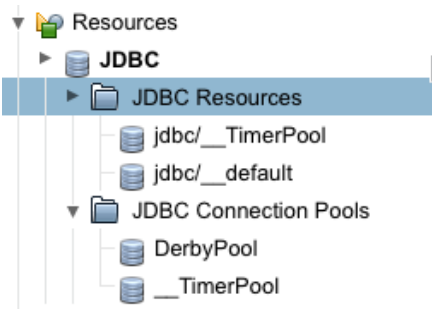 Resources
JDBC
JDBC Resources
jdbc/__TimerPool
jdbc/__default
JDBC Connection Pools
DerbyPool
__TimerPool